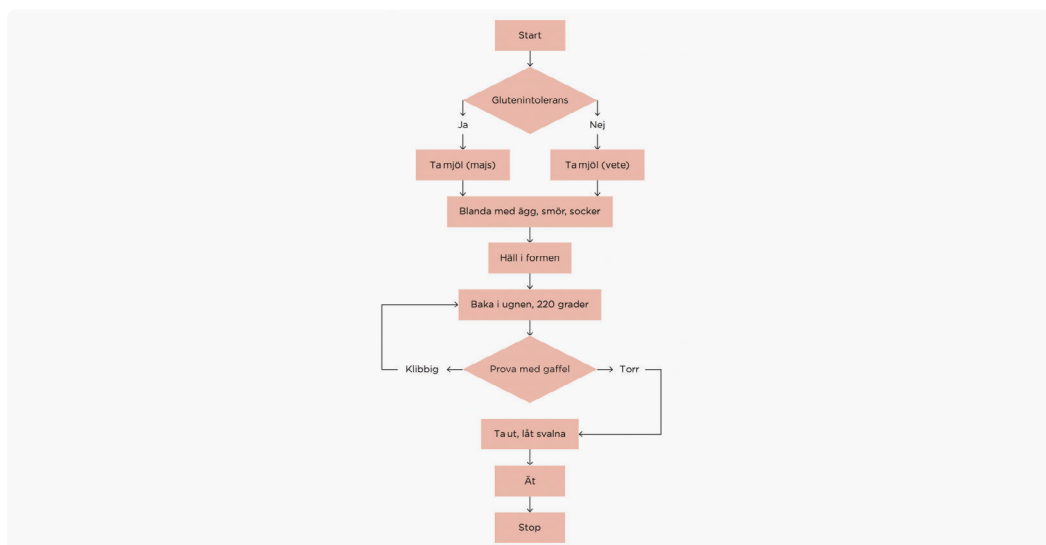 Start
Glutenintolerans
Ja
Nej
Ta mjöl (majs)
Ta mjöl (vete)
Blanda med ägg, smör, socker
Häll i formen
Baka i ugnen, 220 grader
Klibbig
Prova med gaffel
Torr
Ta ut, låt svalna
Ät
Stop